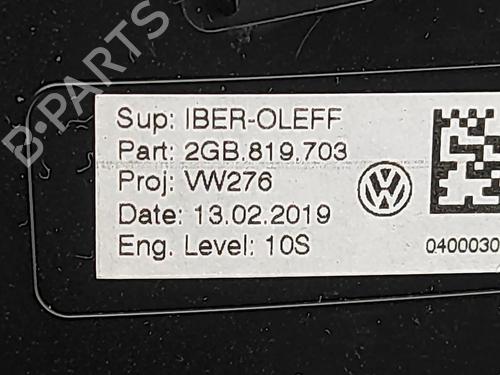 B-PARTS
Sup: IBER-OLEFF
Part: 2GB.819.703
Proj: VW276
Date: 13.02.2019
Eng. Level: 10S
0400030